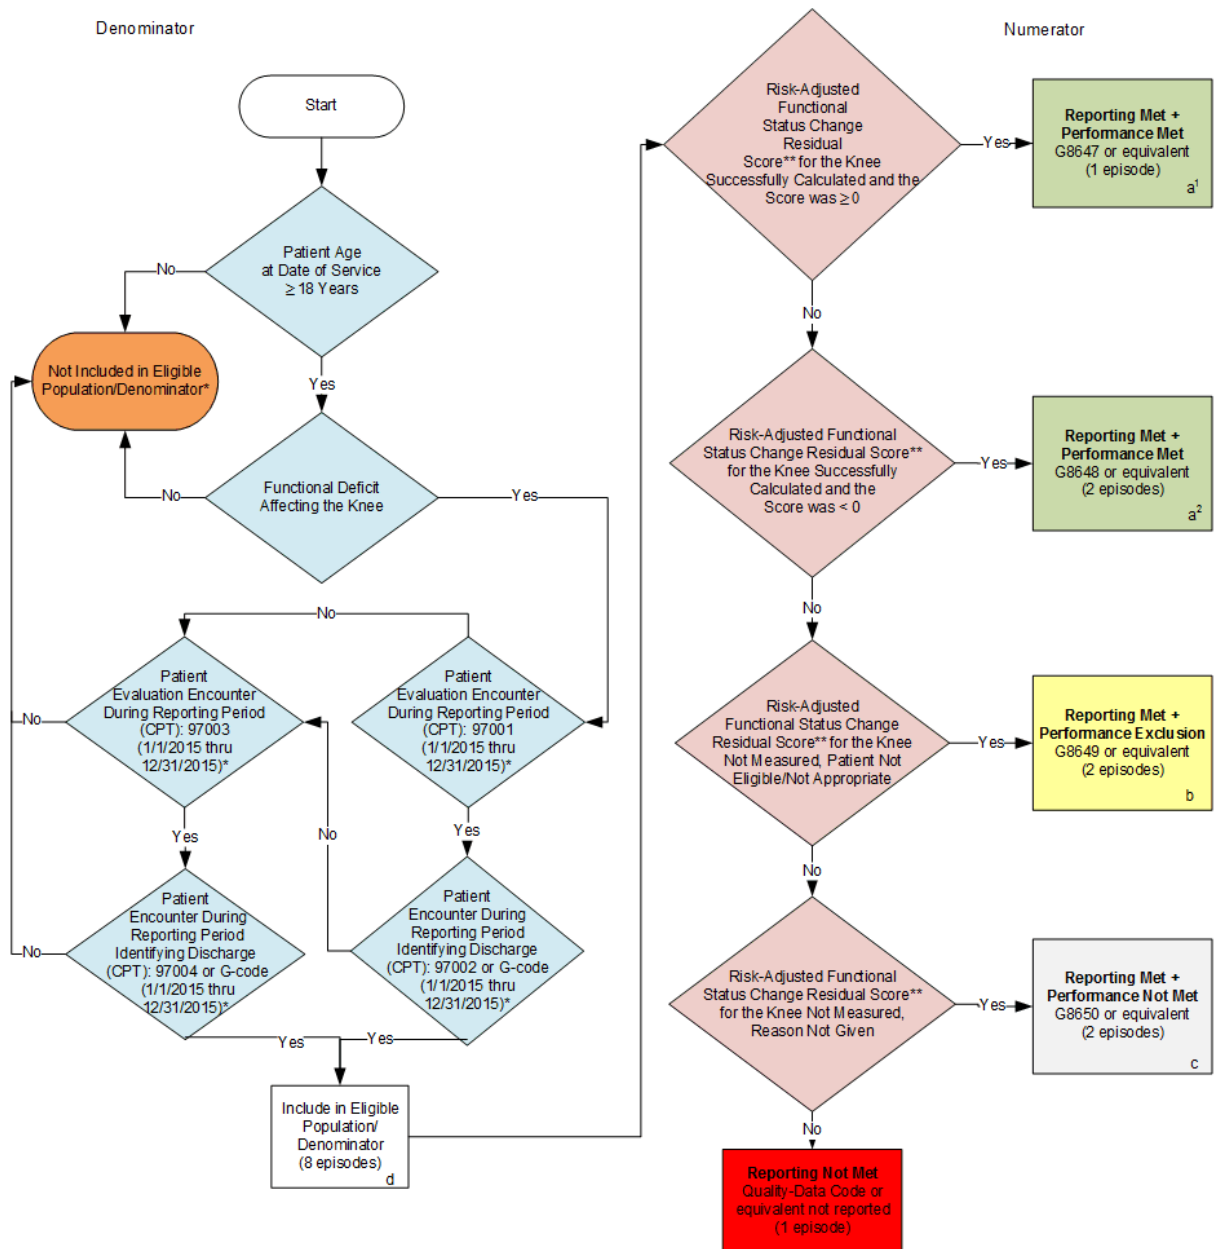 Denominator
Start
Patient Age
at Date of Service
≥ 18 Years
No
Not Included in Eligible
Population/Denominator*
Yes
No
Functional Deficit
Affecting the Knee
Yes
No
Patient
Evaluation Encounter
During Reporting Period
(CPT): 97003
(1/1/2015 thru
12/31/2015)*
No
Patient
Evaluation Encounter
During Reporting Period
(CPT): 97001
(1/1/2015 thru
12/31/2015)*
Yes
No
Yes
Patient
Encounter During
Reporting Period
Identifying Discharge
(CPT): 97004 or G-code
(1/1/2015 thru
12/31/2015)*
No
Patient
Encounter During
Reporting Period
Identifying Discharge
(CPT): 97002 or G-code
(1/1/2015 thru
12/31/2015)*
Yes
Yes
Include in Eligible
Population/
Denominator
(8 episodes)
d
Numerator
Risk-Adjusted
Functional
Status Change
Residual
Score** for the Knee
Successfully Calculated and the
Score was ≥ 0
Yes
Reporting Met +
Performance Met
G8647 or equivalent
(1 episode)
a1
No
Risk-Adjusted Functional
Status Change Residual Score**
for the Knee Successfully
Calculated and the
Score was < 0
Yes
Reporting Met +
Performance Met
G8648 or equivalent
(2 episodes)
a2
No
Risk-Adjusted
Functional Status Change
Residual Score** for the Knee
Not Measured, Patient Not
Eligible/Not Appropriate
Yes
Reporting Met +
Performance Exclusion
G8649 or equivalent
(2 episodes)
b
No
Risk-Adjusted Functional
Status Change Residual Score**
for the Knee Not Measured,
Reason Not Given
Yes
Reporting Met +
Performance Not Met
G8650 or equivalent
(2 episodes)
c
No
Reporting Not Met
Quality-Data Code or
equivalent not reported
(1 episode)